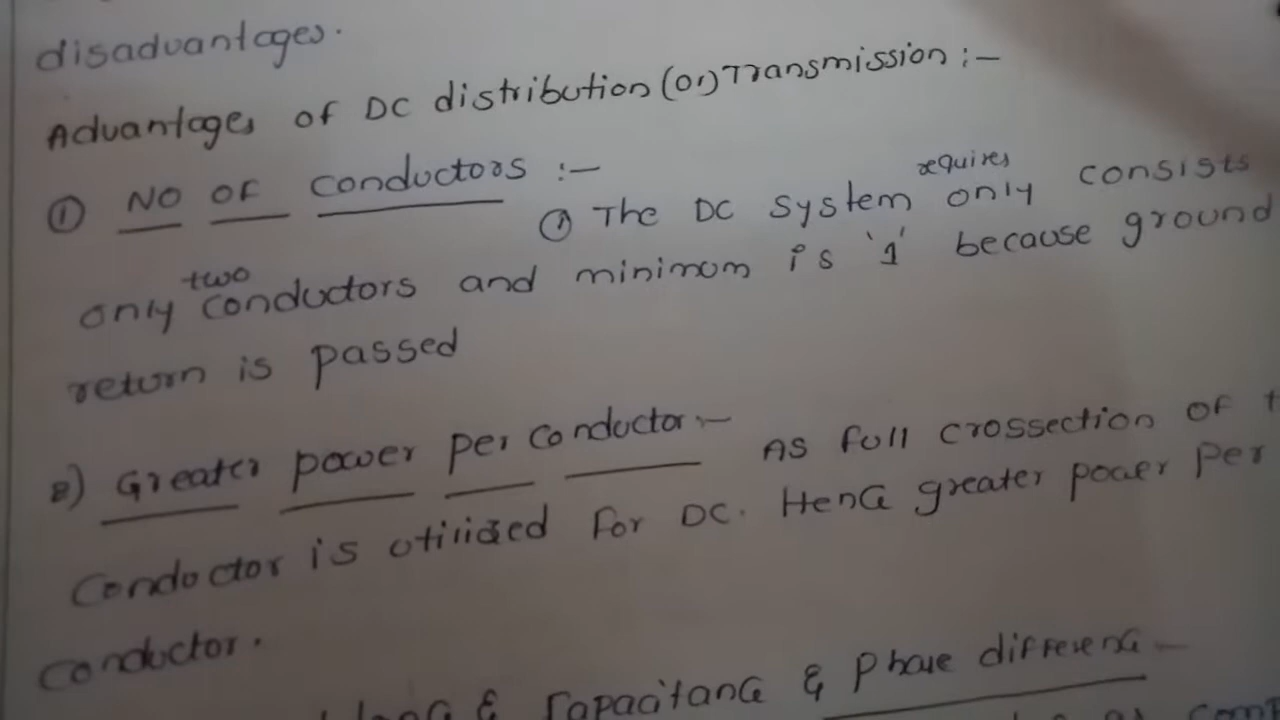 disadvantages.
Advantages of DC distribution (or) Transmission :-
① NO OF Conductors :-
requires
① The DC system only consists
two
only conductors and minimum is '1' because ground
return is passed
2) Greater power per conductor :-
As full crossection of t
Conductor is utilized for DC. Hence greater power per
conductor.
& Capacitance & Phase difference -